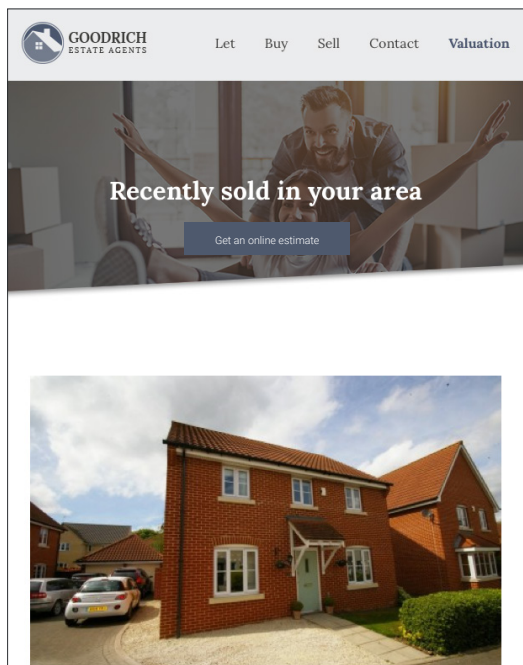 GOODRICH
ESTATE AGENTS
Let Buy Sell Contact Valuation
Recently sold in your area
Get an online estimate